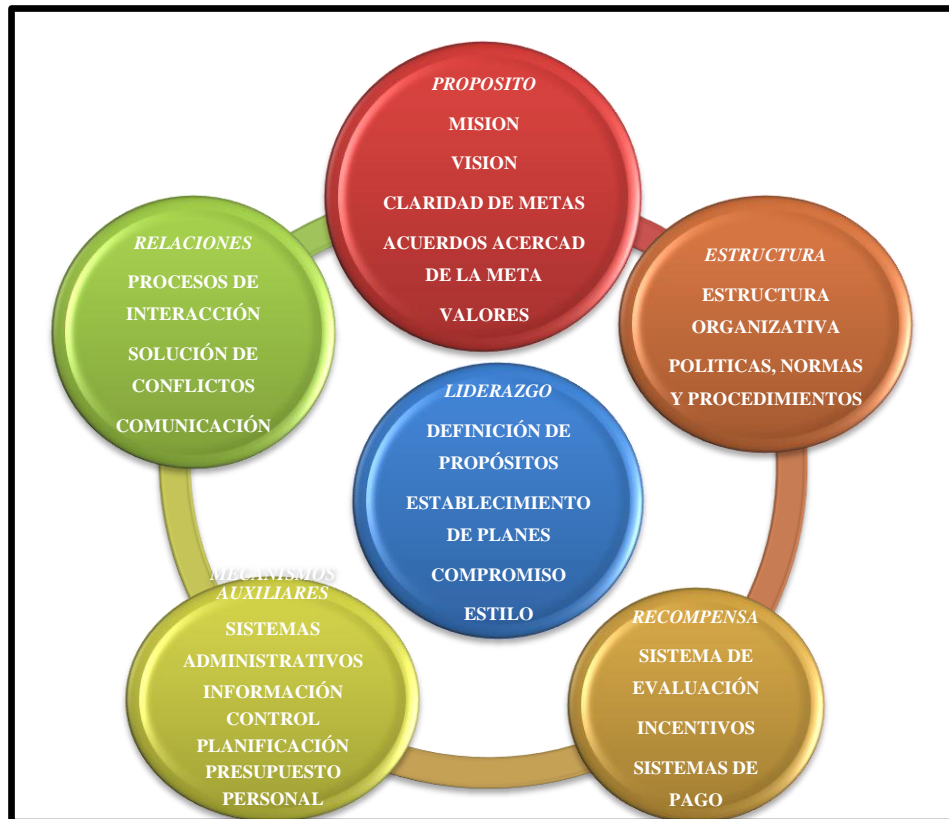 PROPOSITO
MISION
VISION
CLARIDAD DE METAS
ACUERDOS ACERCAD
DE LA META
VALORES
ESTRUCTURA
ESTRUCTURA
ORGANIZATIVA
POLITICAS, NORMAS
Y PROCEDIMIENTOS
RECOMPENSA
SISTEMA DE
EVALUACIÓN
INCENTIVOS
SISTEMAS DE
PAGO
MECANISMOS
AUXILIARES
SISTEMAS
ADMINISTRATIVOS
INFORMACIÓN
CONTROL
PLANIFICACIÓN
PRESUPUESTO
PERSONAL
RELACIONES
PROCESOS DE
INTERACCIÓN
SOLUCIÓN DE
CONFLICTOS
COMUNICACIÓN
LIDERAZGO
DEFINICIÓN DE
PROPÓSITOS
ESTABLECIMIENTO
DE PLANES
COMPROMISO
ESTILO